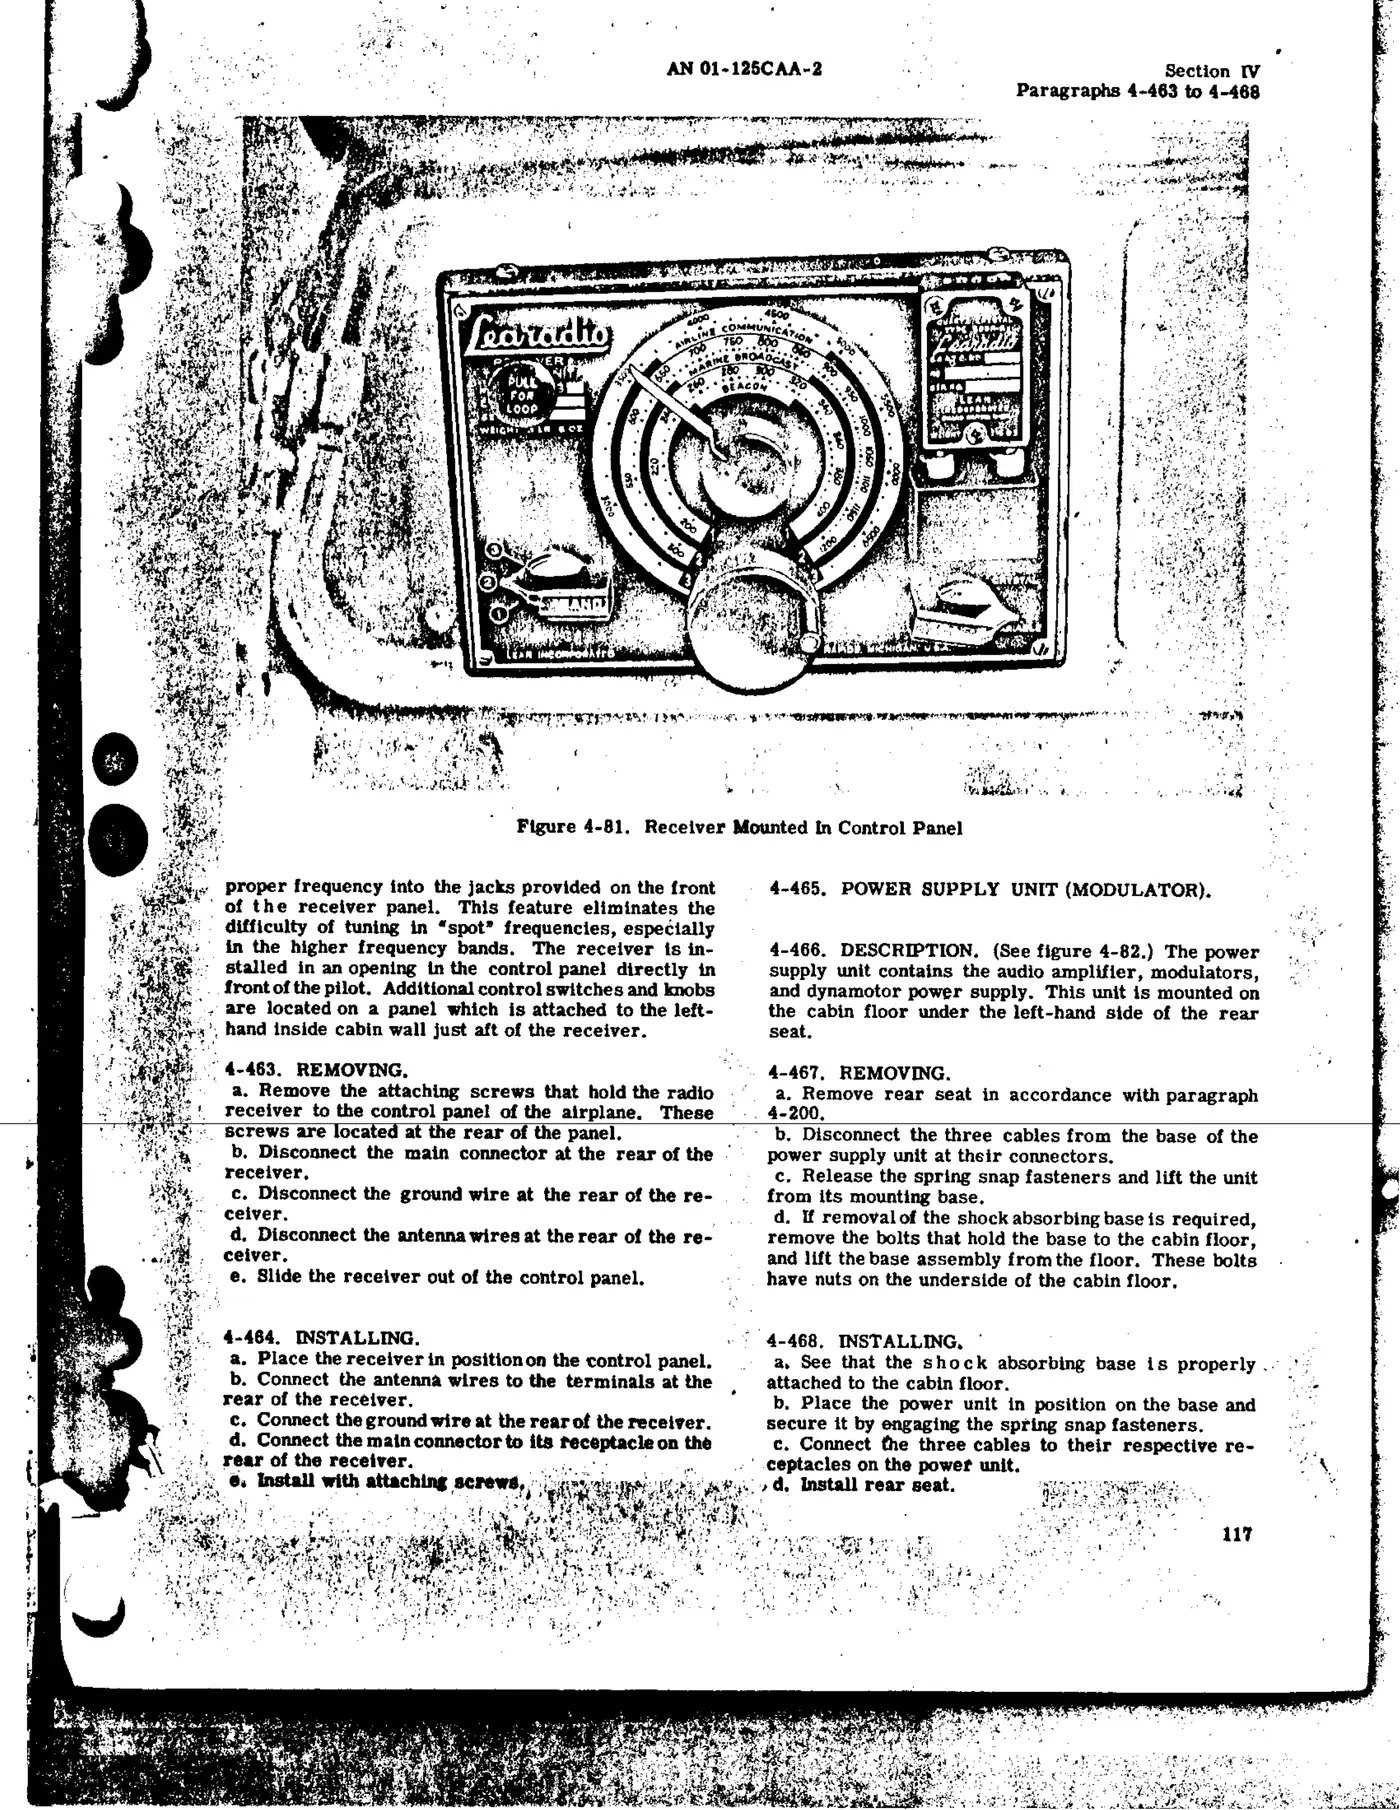 AN 01-125CAA-2
Section IV
Paragraphs 4-463 to 4-468
Learadio
PULL
FOR
LOOP
AIRLINE COMMUNICATION
MARINE BROADCAST
BEACON
4000
4500
5000
700
750
800
Learadio
LEAR
3
2
1
BAND
LEAR INCORPORATED
MICHIGAN, U.S.A.
Figure 4-81. Receiver Mounted In Control Panel
proper frequency into the jacks provided on the front
of the receiver panel. This feature eliminates the
difficulty of tuning in "spot" frequencies, especially
in the higher frequency bands. The receiver is in-
stalled in an opening in the control panel directly in
front of the pilot. Additional control switches and knobs
are located on a panel which is attached to the left-
hand inside cabin wall just aft of the receiver.
4-463. REMOVING.
a. Remove the attaching screws that hold the radio
receiver to the control panel of the airplane. These
screws are located at the rear of the panel.
b. Disconnect the main connector at the rear of the
receiver.
c. Disconnect the ground wire at the rear of the re-
ceiver.
d. Disconnect the antenna wires at the rear of the re-
ceiver.
e. Slide the receiver out of the control panel.
4-464. INSTALLING.
a. Place the receiver in position on the control panel.
b. Connect the antenna wires to the terminals at the
rear of the receiver.
c. Connect the ground wire at the rear of the receiver.
d. Connect the main connector to its receptacle on the
rear of the receiver.
e. Install with attaching screws.
4-465. POWER SUPPLY UNIT (MODULATOR).
4-466. DESCRIPTION. (See figure 4-82.) The power
supply unit contains the audio amplifier, modulators,
and dynamotor power supply. This unit is mounted on
the cabin floor under the left-hand side of the rear
seat.
4-467. REMOVING.
a. Remove rear seat in accordance with paragraph
4-200.
b. Disconnect the three cables from the base of the
power supply unit at their connectors.
c. Release the spring snap fasteners and lift the unit
from its mounting base.
d. If removal of the shock absorbing base is required,
remove the bolts that hold the base to the cabin floor,
and lift the base assembly from the floor. These bolts
have nuts on the underside of the cabin floor.
4-468. INSTALLING.
a. See that the shock absorbing base is properly
attached to the cabin floor.
b. Place the power unit in position on the base and
secure it by engaging the spring snap fasteners.
c. Connect the three cables to their respective re-
ceptacles on the power unit.
d. Install rear seat.
117